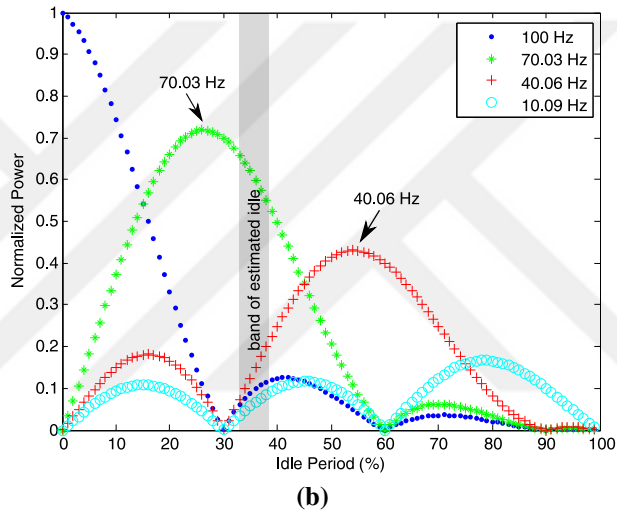 1
0.9
0.8
0.7
0.6
0.5
0.4
0.3
0.2
0.1
0
Normalized Power
70.03 Hz
40.06 Hz
band of estimated idle
100 Hz
70.03 Hz
40.06 Hz
10.09 Hz
0 10 20 30 40 50 60 70 80 90 100
Idle Period (%)
(b)